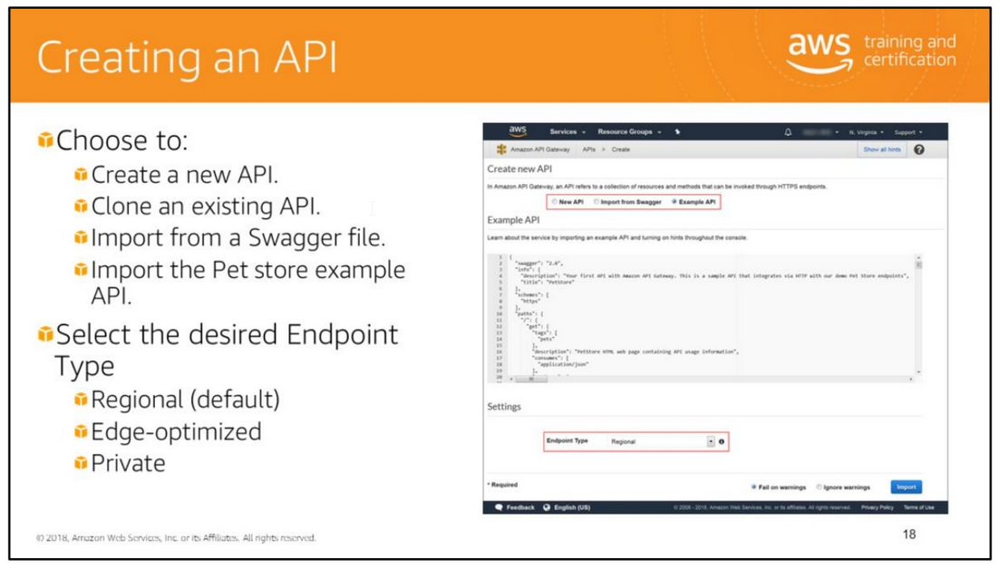 Creating an API
aws training and
certification
Choose to:
Create a new API.
Clone an existing API.
Import from a Swagger file.
Import the Pet store example
API.
Select the desired Endpoint
Type
Regional (default)
Edge-optimized
Private
aws Services Resource Groups N. Virginia Support
Amazon API Gateway APIs > Create Show all hints ?
Create new API
In Amazon API Gateway, an API refers to a collection of resources and methods that can be invoked through HTTPS endpoints.
New API Import from Swagger Example API
Example API
Learn about the service by importing an example API and turning on hints throughout the console.
1 {
2 "swagger": "2.0",
3 "info": {
4 "description": "Your first API with Amazon API Gateway. This is a sample API that integrates via HTTP with our demo Pet Store endpoints",
5 "title": "PetStore"
6 },
7 "schemes": [
8 "https"
9 ],
10 "paths": {
11 "/": {
12 "get": {
13 "tags": [
14 "pets"
15 ],
16 "description": "PetStore HTML web page containing API usage information",
17 "consumes": [
18 "application/json"
19 ],
20
Settings
Endpoint Type Regional
* Required Fail on warnings Ignore warnings Import
Feedback English (US) © 2008 - 2018, Amazon Web Services, Inc. or its affiliates. All rights reserved. Privacy Policy Terms of Use
© 2018, Amazon Web Services, Inc. or its Affiliates. All rights reserved.
18